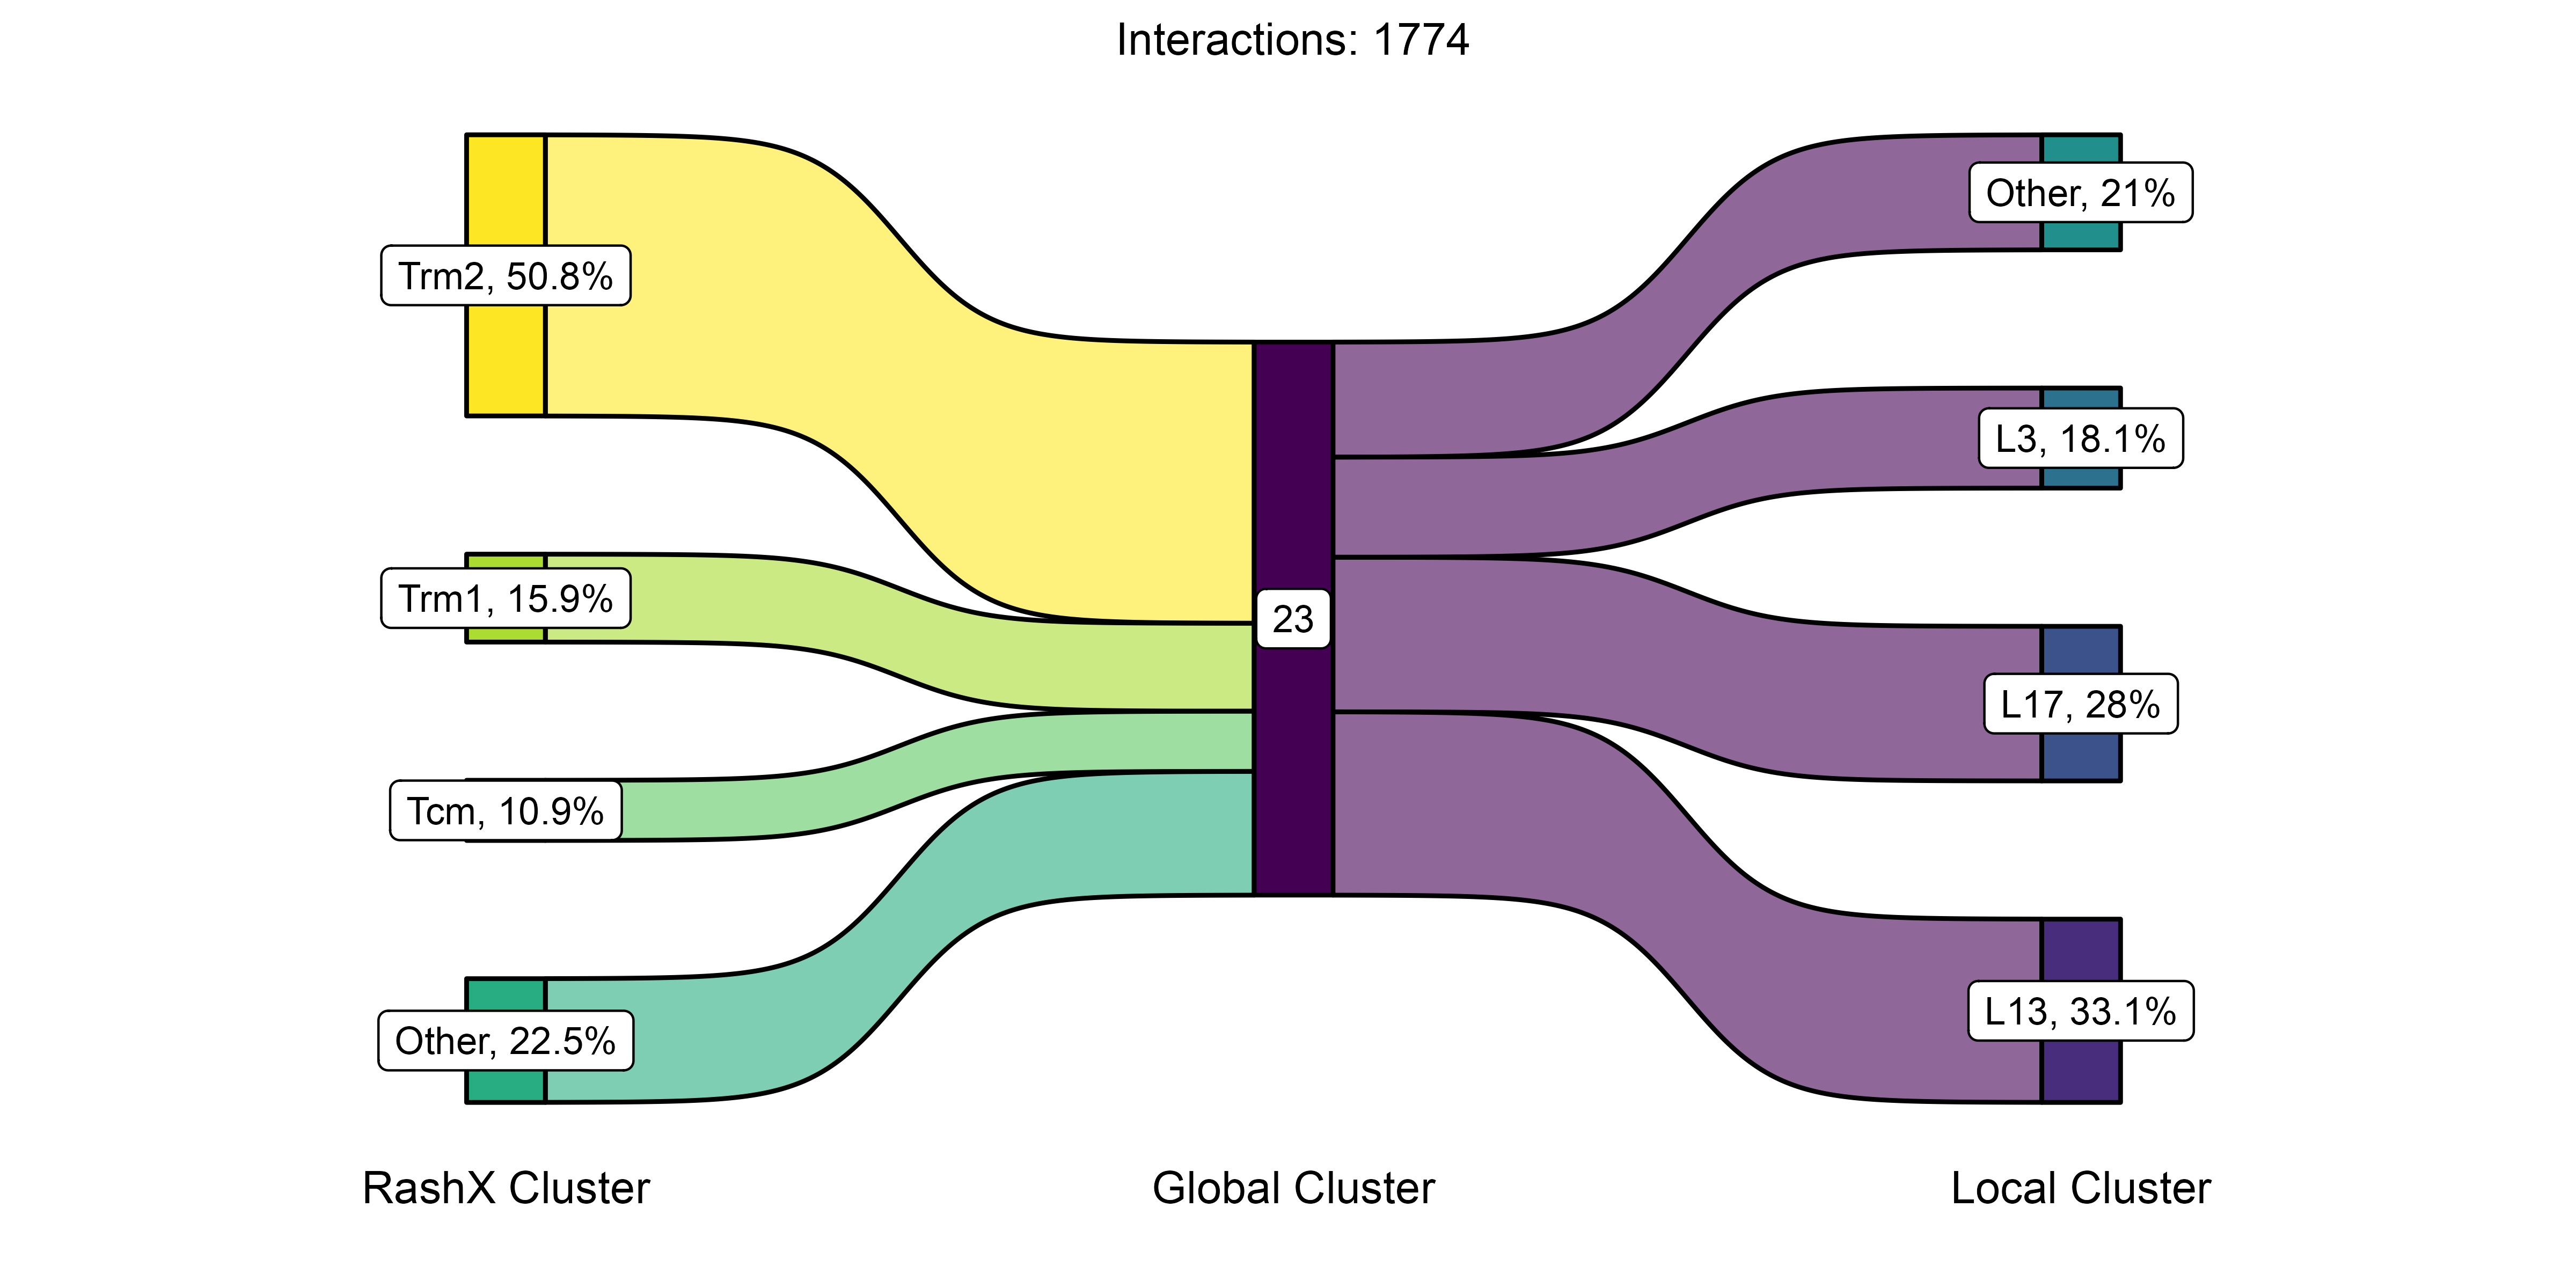 Interactions: 1774
Trm2, 50.8%
Trm1, 15.9%
Tcm, 10.9%
Other, 22.5%
23
Other, 21%
L3, 18.1%
L17, 28%
L13, 33.1%
RashX Cluster
Global Cluster
Local Cluster